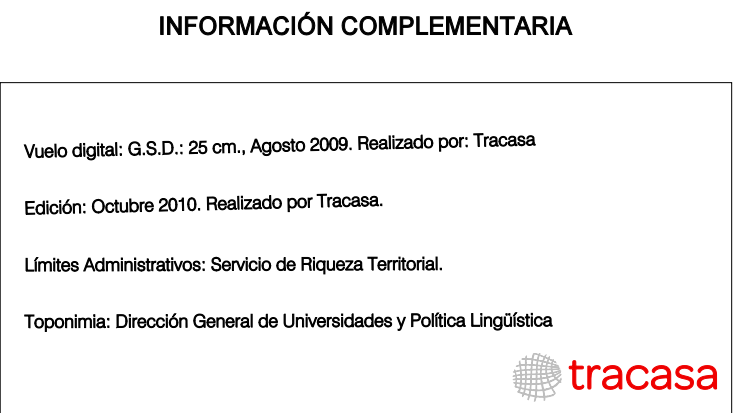 INFORMACIÓN COMPLEMENTARIA
Vuelo digital: G.S.D.: 25 cm., Agosto 2009. Realizado por: Tracasa
Edición: Octubre 2010. Realizado por Tracasa.
Límites Administrativos: Servicio de Riqueza Territorial.
Toponimia: Dirección General de Universidades y Política Lingüística
tracasa